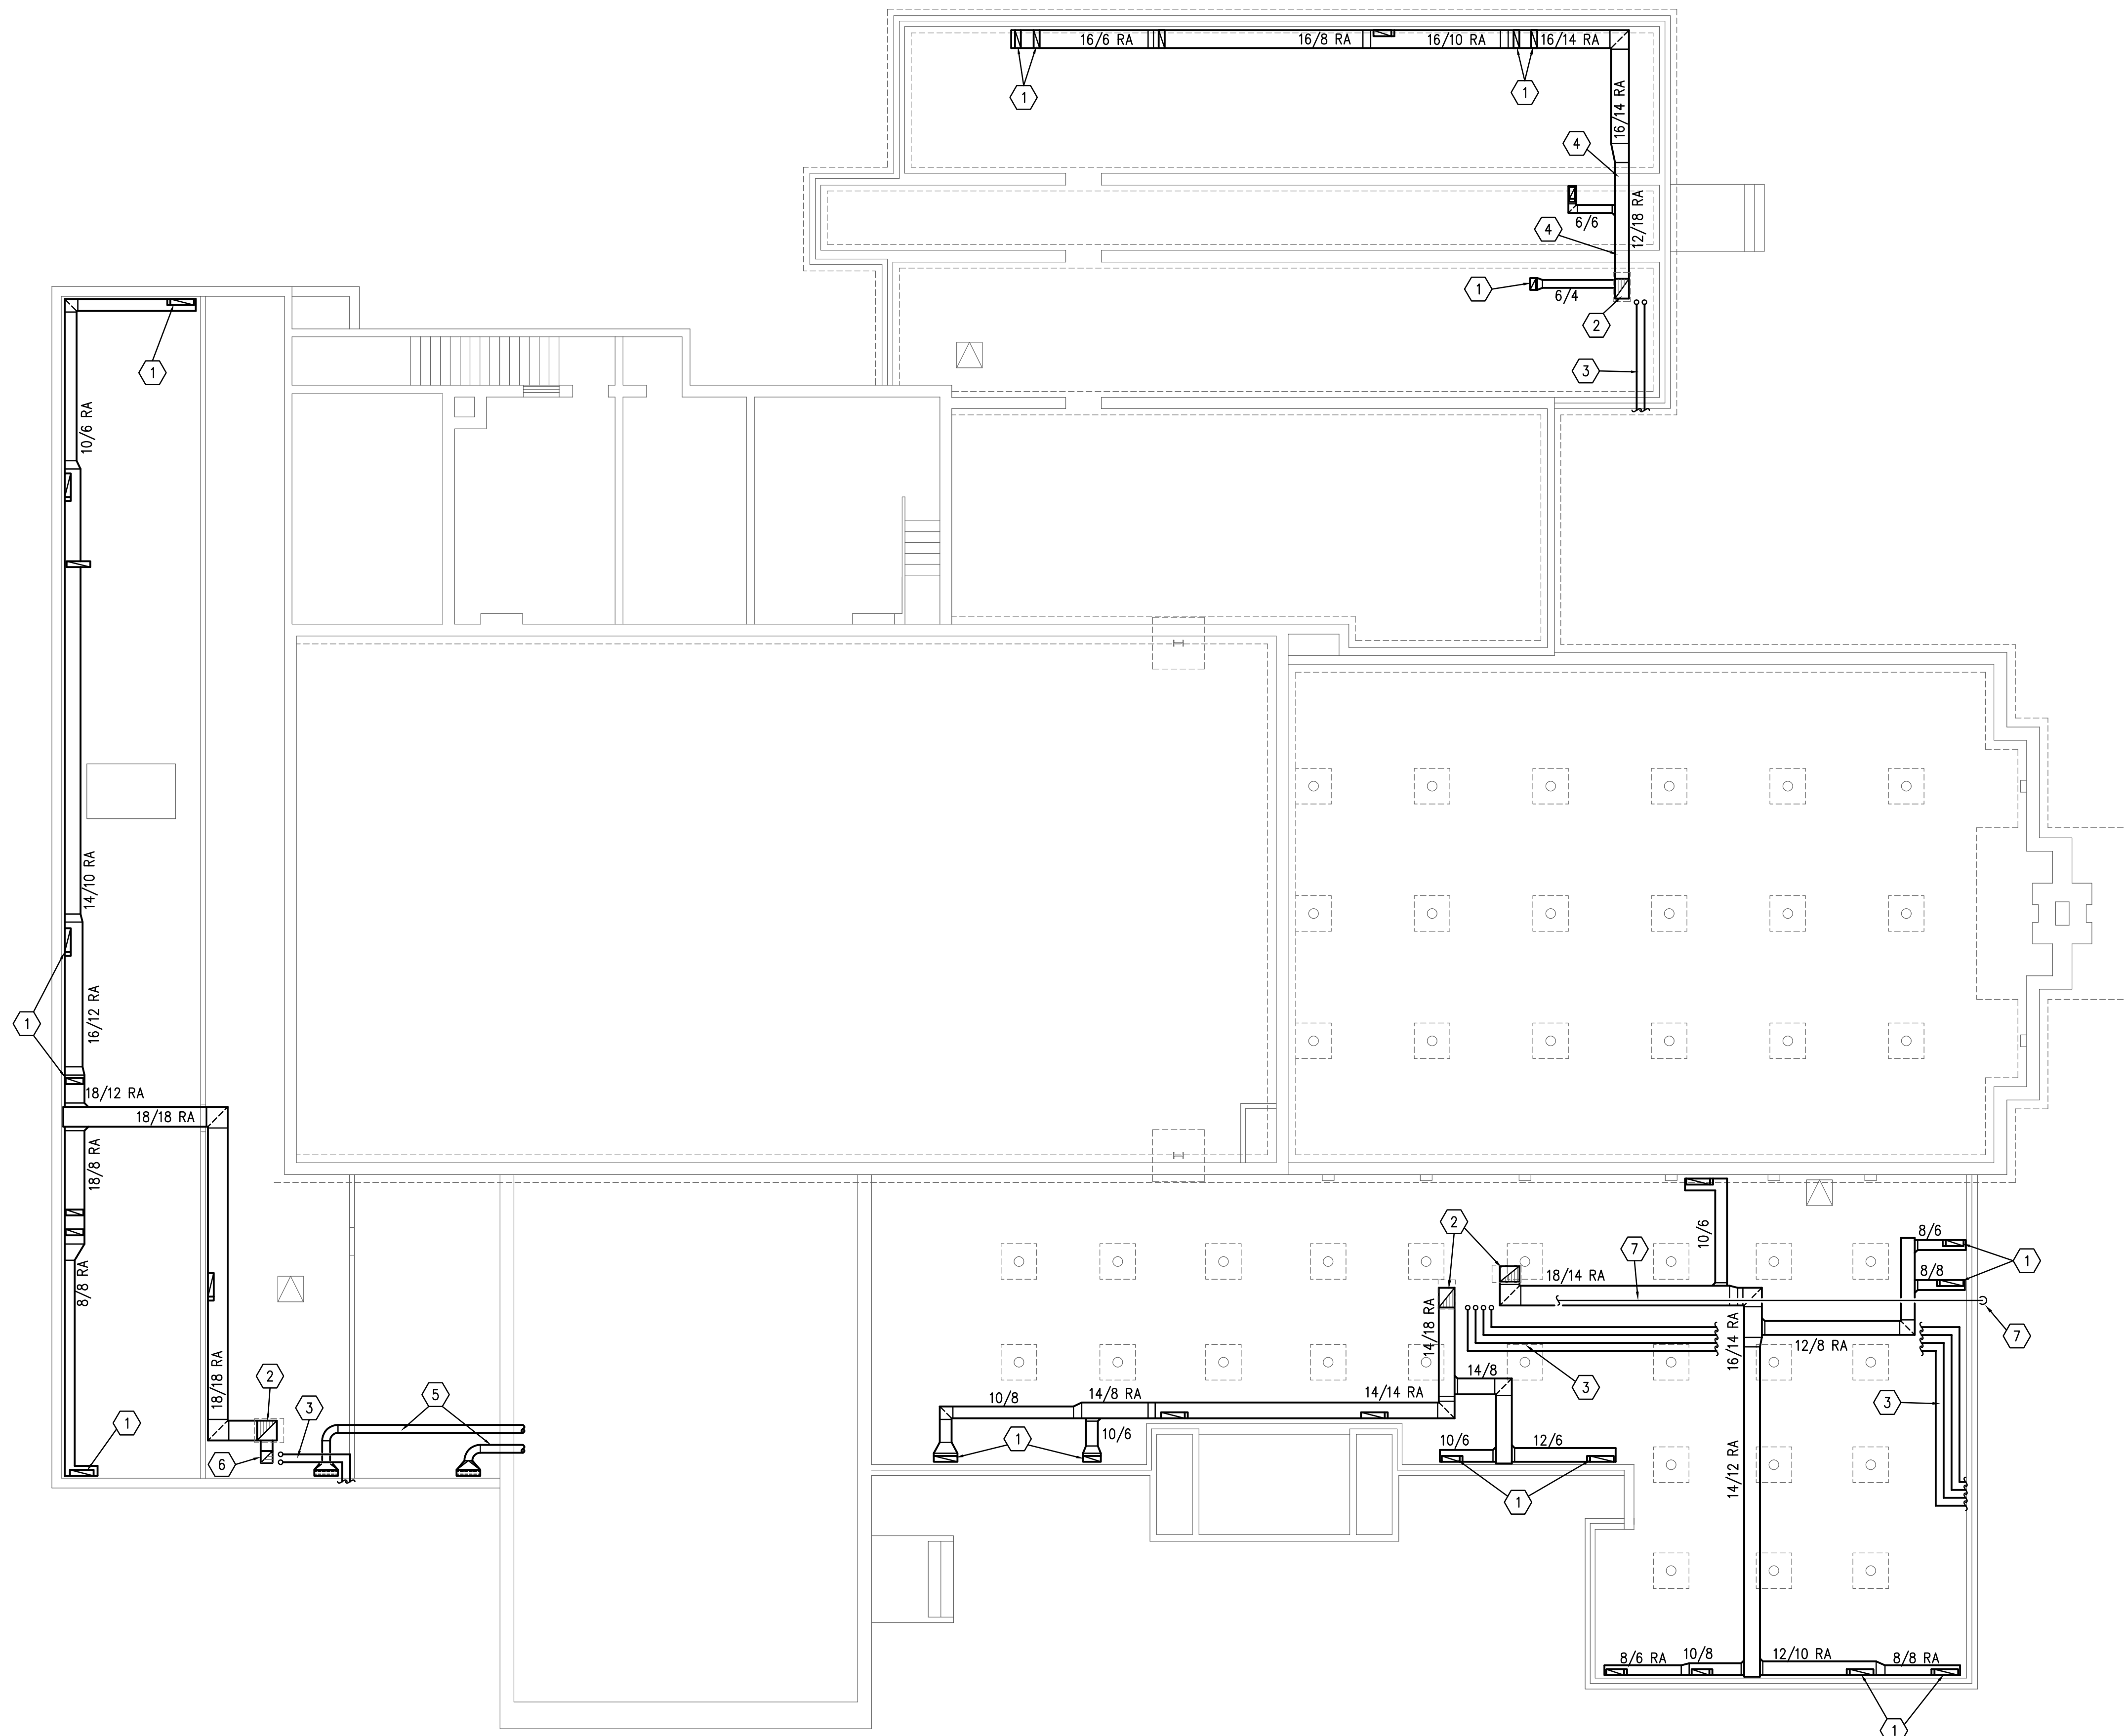 16/6 RA
16/8 RA
16/10 RA
16/14 RA
1
1
16/14 RA
4
12/18 RA
6/6
4
1
6/4
2
3
1
10/6 RA
14/10 RA
1
16/12 RA
18/12 RA
18/18 RA
18/8 RA
8/8 RA
18/18 RA
2
3
5
1
6
2
7
10/6
8/6
1
8/8
18/14 RA
7
14/18 RA
16/14 RA
12/8 RA
14/8
3
3
10/8
14/8 RA
14/14 RA
10/6
1
10/6
12/6
1
14/12 RA
8/6 RA
10/8
12/10 RA
8/8 RA
1